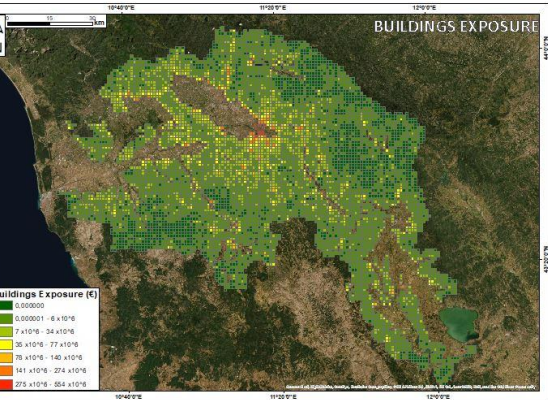 10°40'0"E 11°20'0"E 12°0'0"E
0 15 30
km
A
N
BUILDINGS EXPOSURE
44°0'0"N
43°20'0"N
uildings Exposure (€)
0,000000
0,000001 - 6 x10^6
7 x10^6 - 34 x10^6
35 x10^6 - 77 x10^6
78 x10^6 - 140 x10^6
141 x10^6 - 274 x10^6
275 x10^6 - 554 x10^6
10°40'0"E 11°20'0"E 12°0'0"E